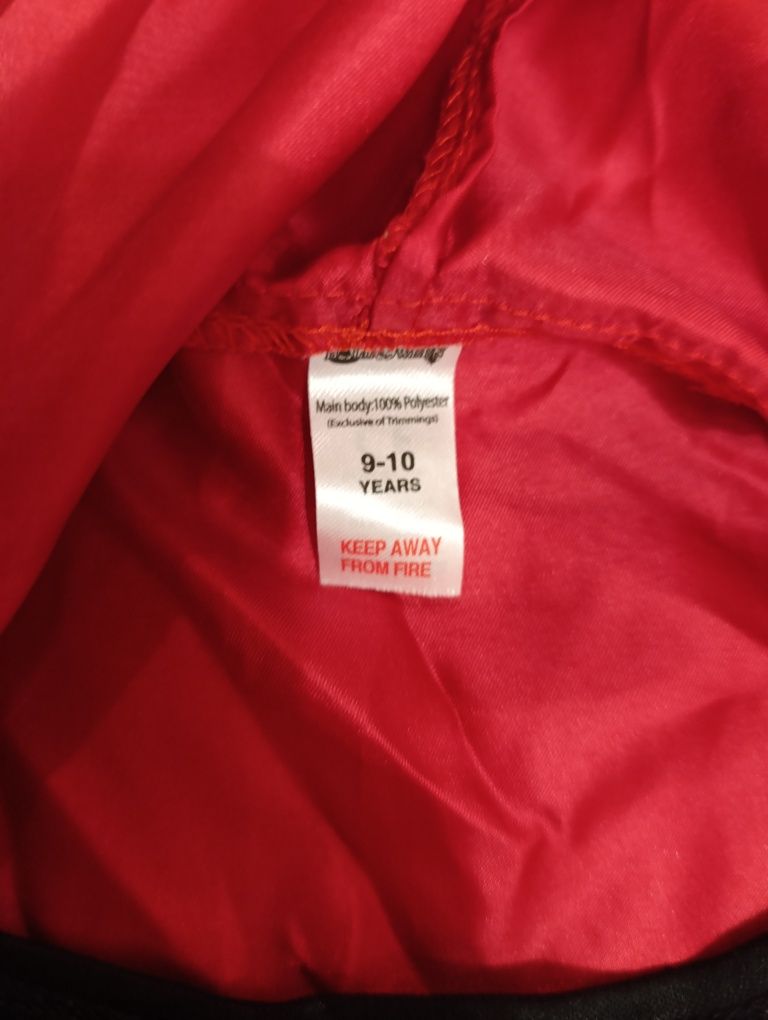 Main body:100% Polyester
(Exclusive of Trimmings)
9-10
YEARS
KEEP AWAY
FROM FIRE